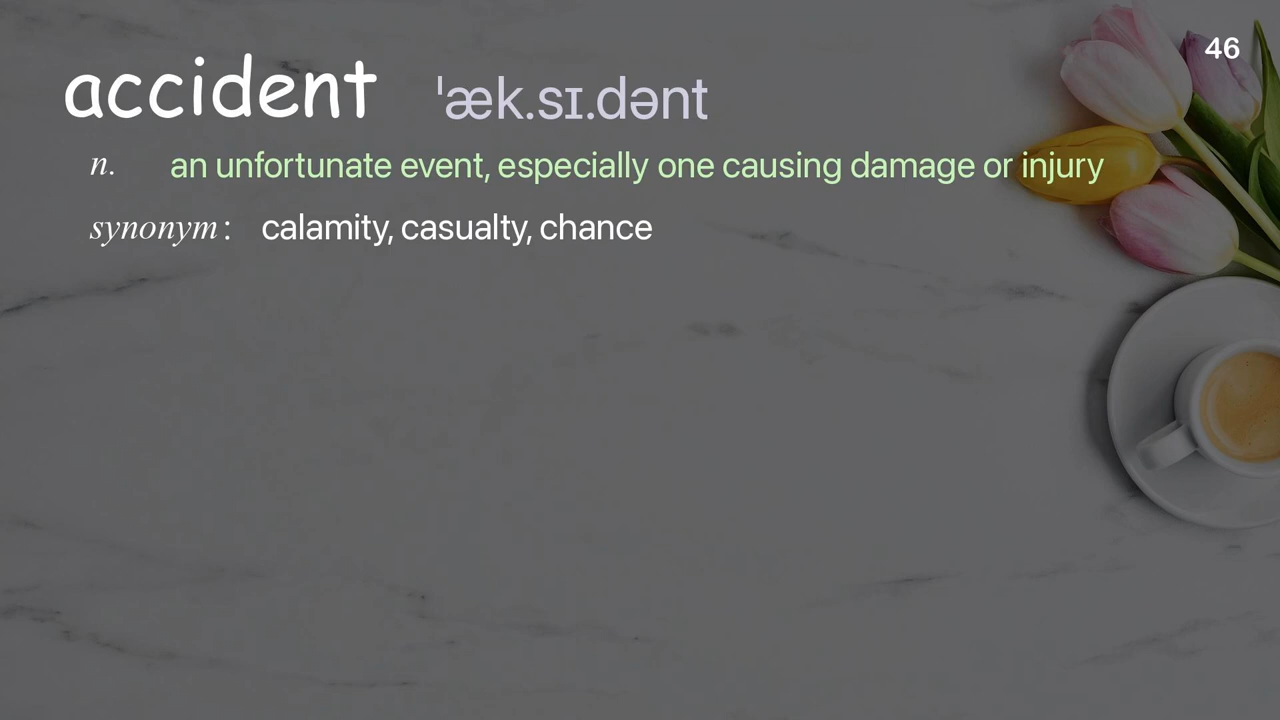 46
accident ˈæk.sɪ.dənt
n. an unfortunate event, especially one causing damage or injury
synonym: calamity, casualty, chance